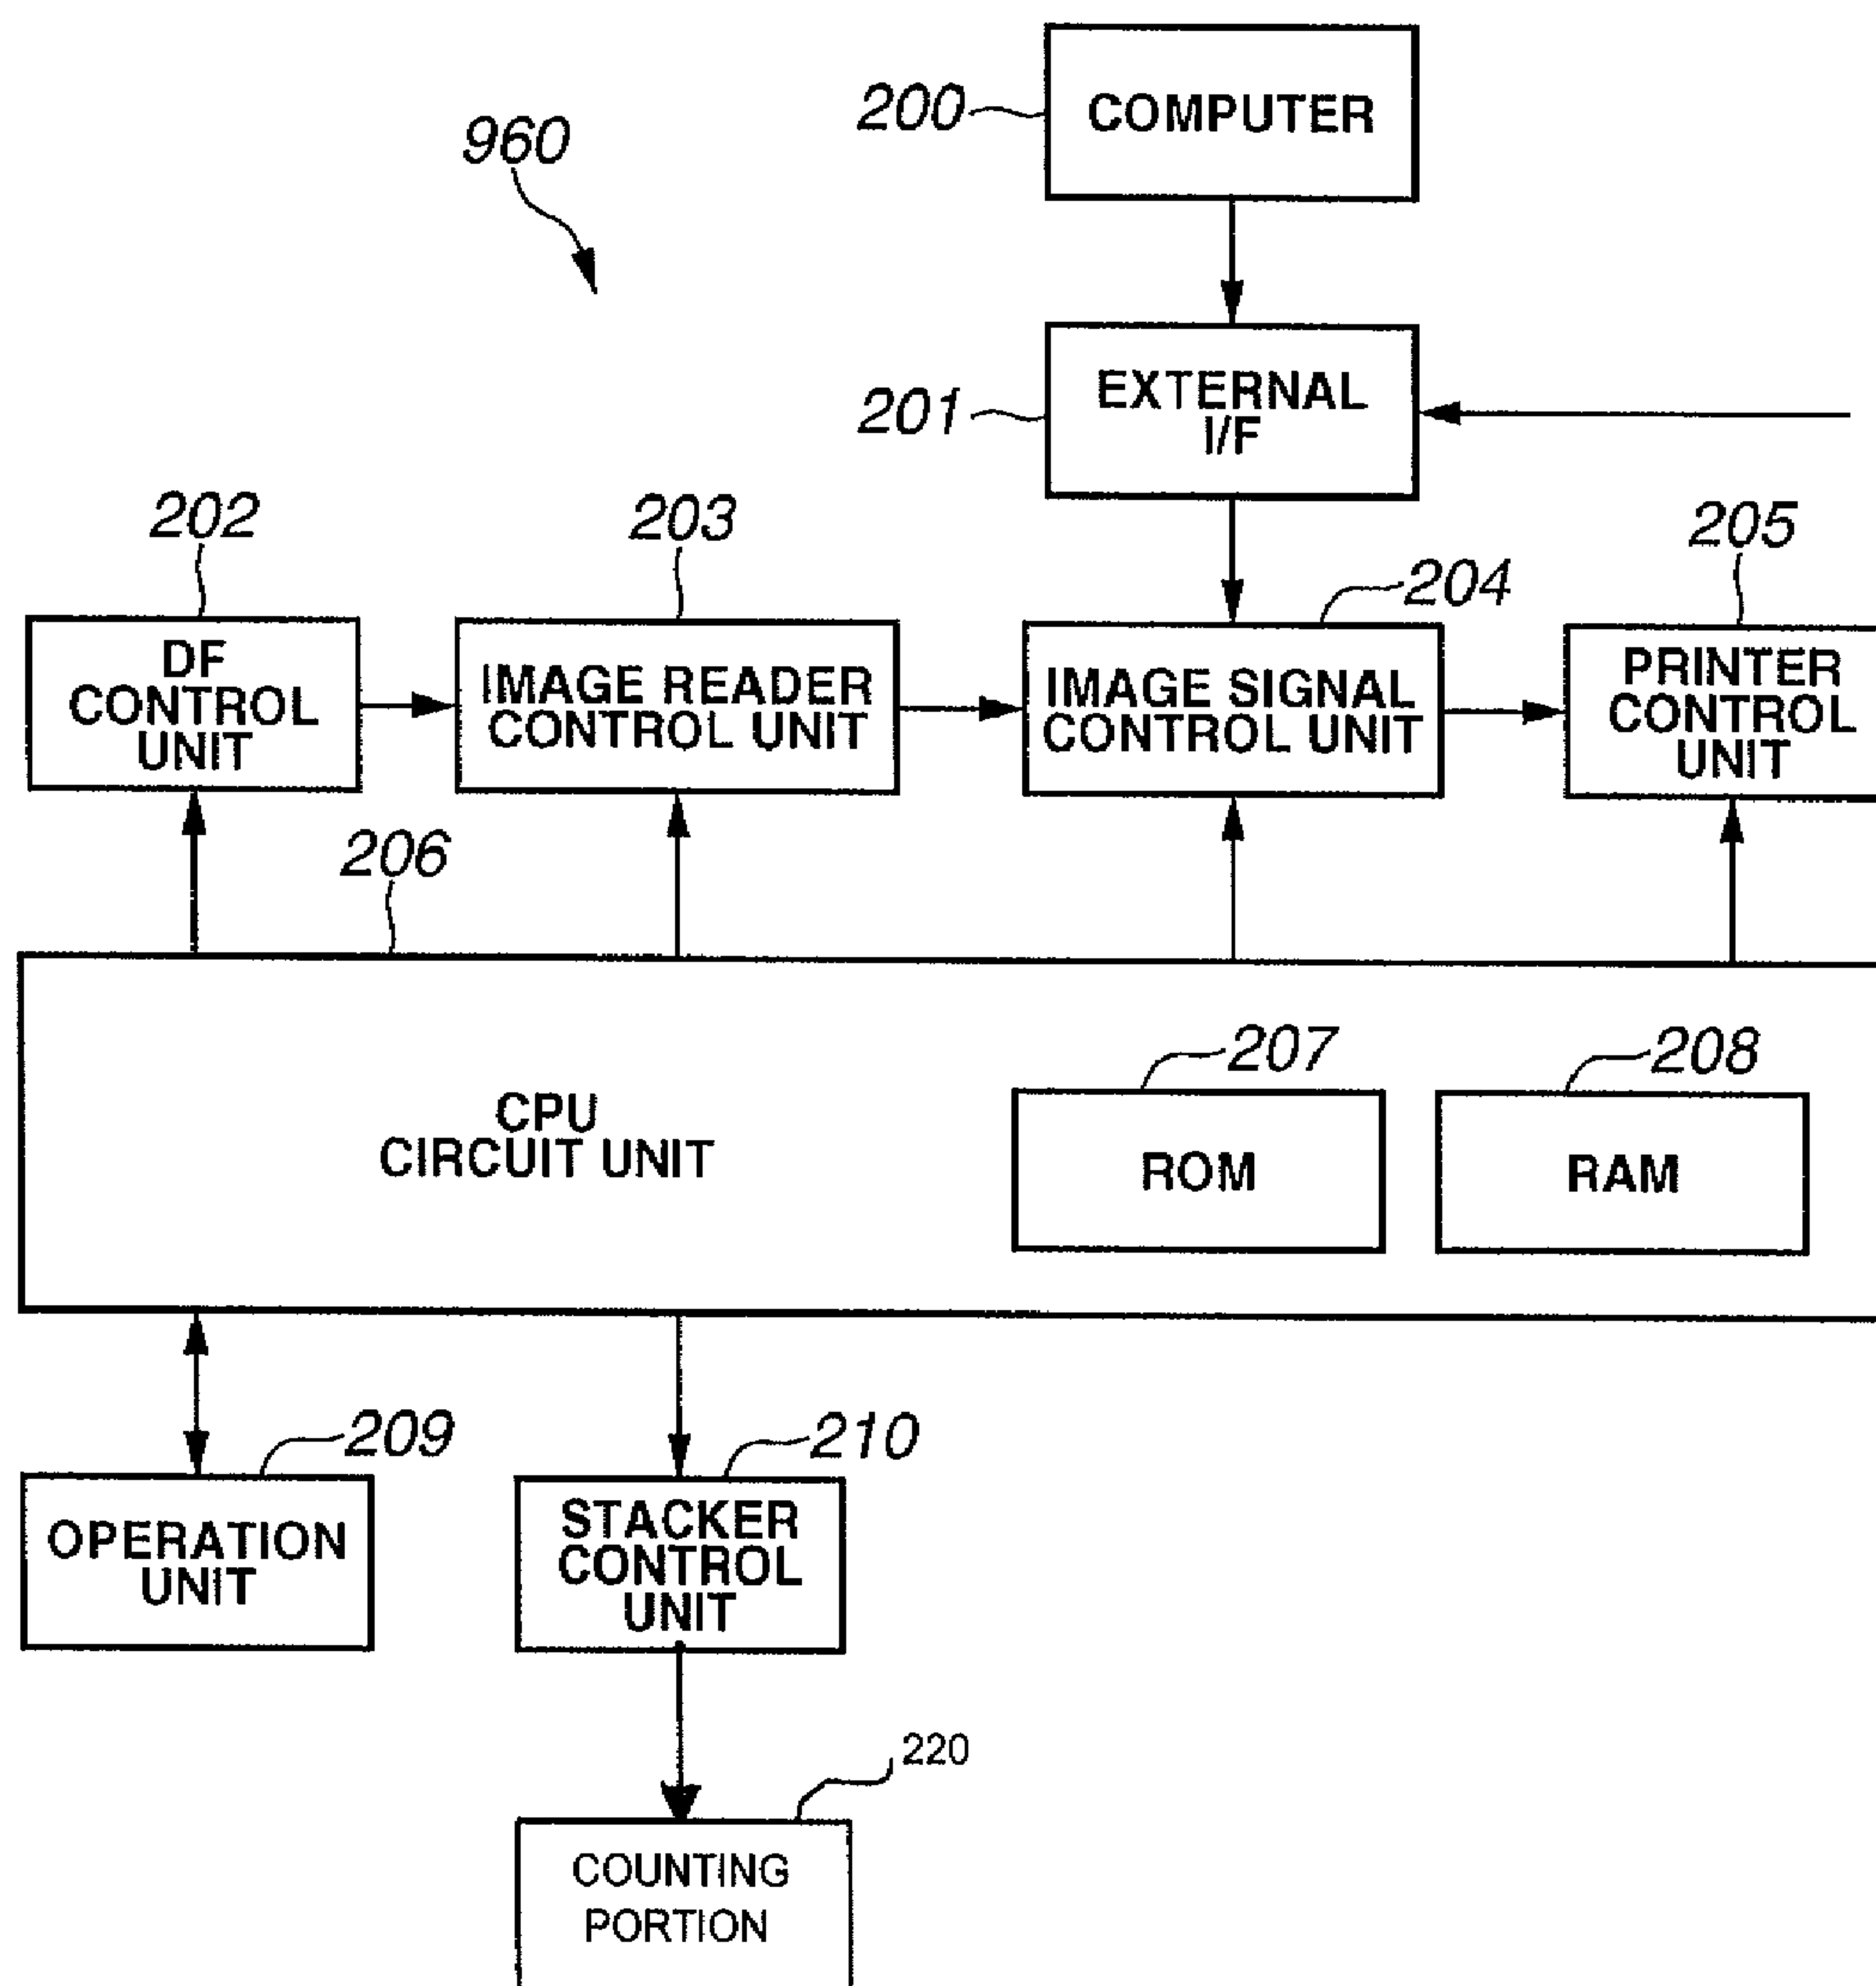 200
COMPUTER
960
201
EXTERNAL
I/F
202
203
204
205
DF
CONTROL
UNIT
IMAGE READER
CONTROL UNIT
IMAGE SIGNAL
CONTROL UNIT
PRINTER
CONTROL
UNIT
206
CPU
CIRCUIT UNIT
207
ROM
208
RAM
209
OPERATION
UNIT
210
STACKER
CONTROL
UNIT
220
COUNTING
PORTION